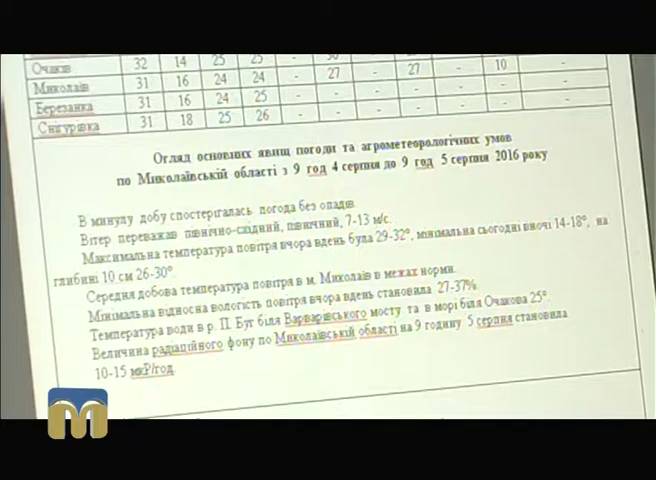 Очаків 32 14 25 25 - 30
Миколаїв 31 16 24 24 - 27 - 27 - 10 -
Березанка 31 16 24 25 - - - - - - -
Снігурівка 31 18 25 26 - - - - - - -
Огляд основних явищ погоди та агрометеорологічних умов
по Миколаївській області з 9 год 4 серпня до 9 год 5 серпня 2016 року
В минулу добу спостерігалась погода без опадів.
Вітер переважав північно-східний, північний, 7-13 м/с.
Максимальна температура повітря вчора вдень була 29-32°, мінімальна сьогодні вночі 14-18°, на
глибині 10 см 26-30°.
Середня добова температура повітря в м. Миколаїв в межах норми.
Мінімальна відносна вологість повітря вчора вдень становила 27-37%.
Температура води в р. П. Буг біля Варварівського мосту та в морі біля Очакова 25°.
Величина радіаційного фону по Миколаївській області на 9 годину 5 серпня становила
10-15 мкР/год.